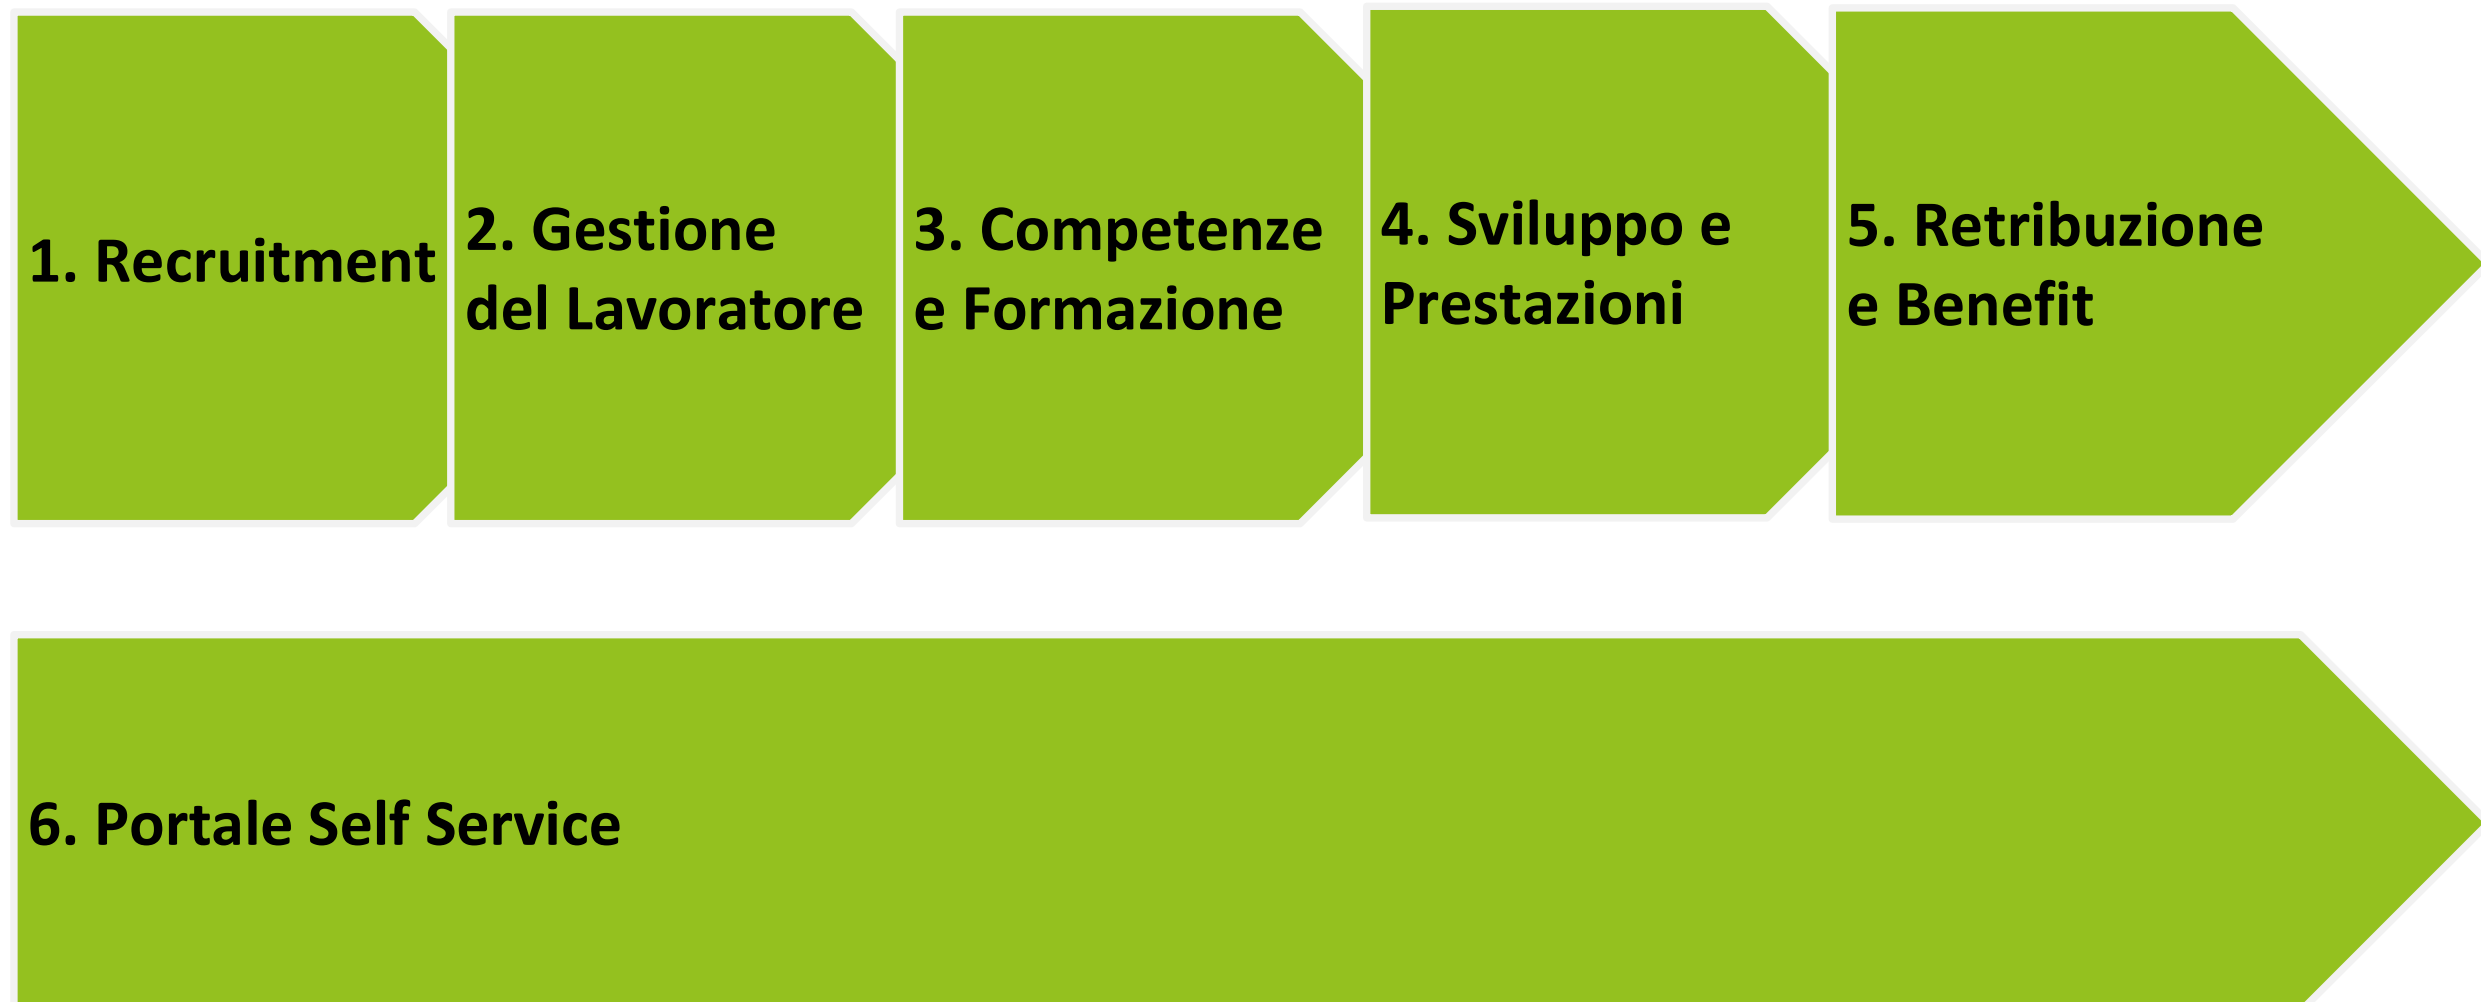 1. Recruitment
2. Gestione
del Lavoratore
3. Competenze
e Formazione
4. Sviluppo e
Prestazioni
5. Retribuzione
e Benefit
6. Portale Self Service